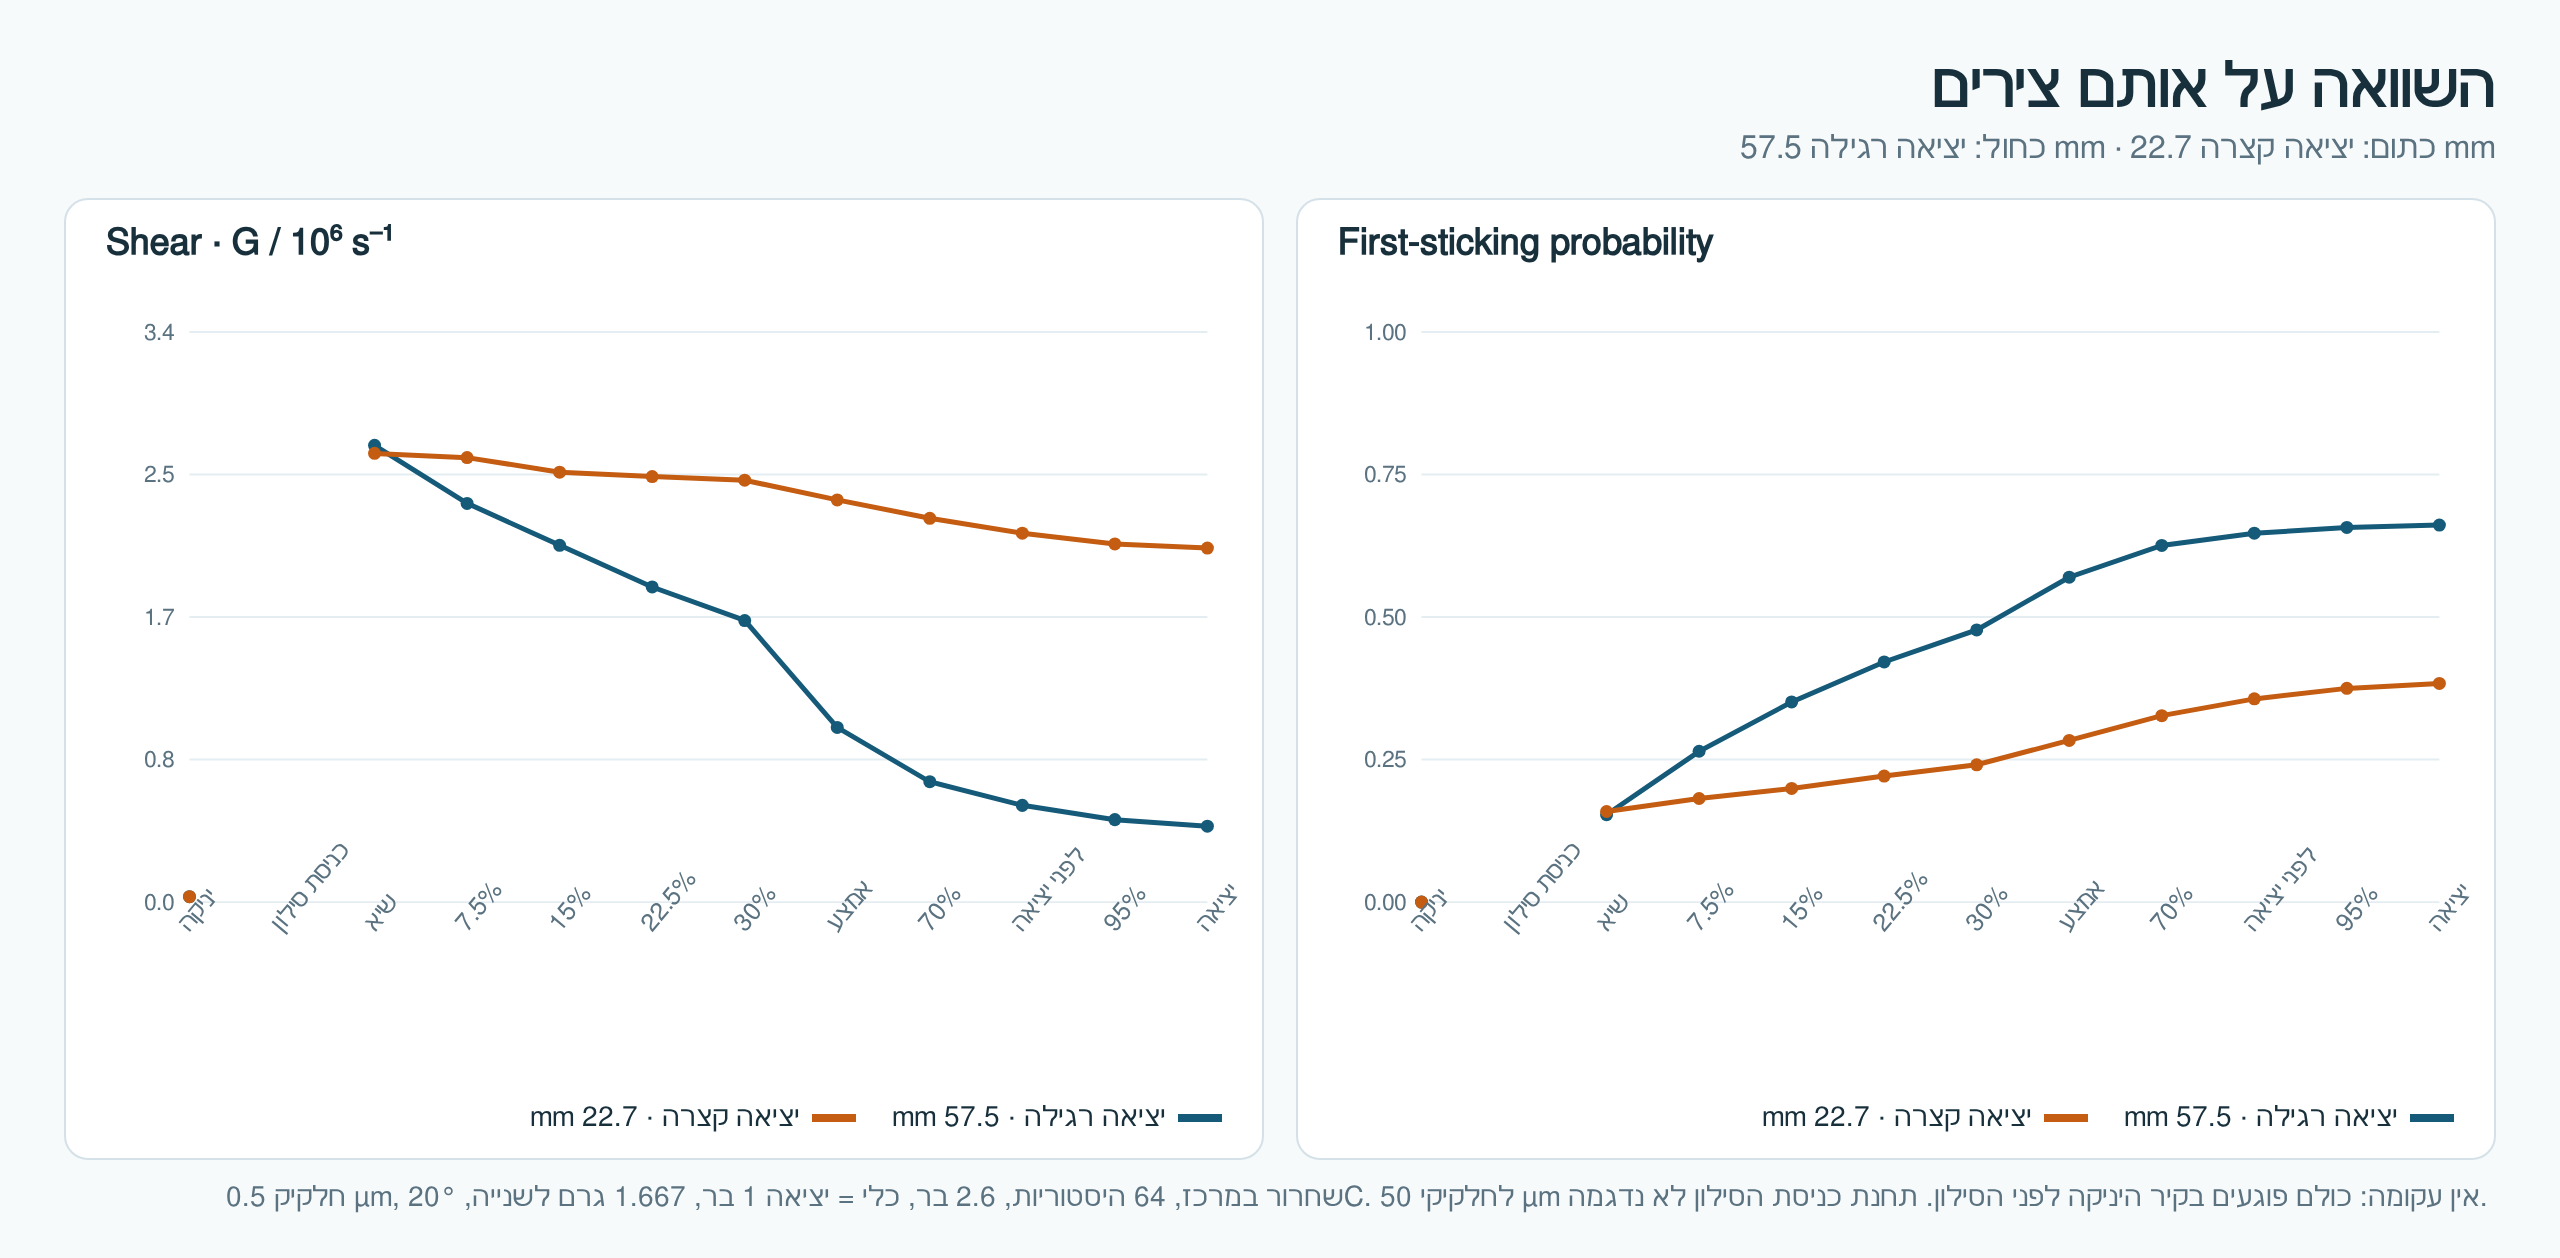 השוואה על אותם צירים
mm כתום: יציאה קצרה 22.7 · mm כחול: יציאה רגילה 57.5
Shear · G / 10⁶ s⁻¹
3.4
2.5
1.7
0.8
0.0
יניקה
כניסת סילון
שיא
7.5%
15%
22.5%
30%
אמצע
70%
לפני יציאה
95%
יציאה
יציאה רגילה · 57.5 mm
יציאה קצרה · 22.7 mm
First-sticking probability
1.00
0.75
0.50
0.25
0.00
יניקה
כניסת סילון
שיא
7.5%
15%
22.5%
30%
אמצע
70%
לפני יציאה
95%
יציאה
יציאה רגילה · 57.5 mm
יציאה קצרה · 22.7 mm
.אין עקומה: כולם פוגעים בקיר היניקה לפני הסילון. תחנת כניסת הסילון לא נדגמה µm לחלקיקי 50 .Cשחרור במרכז, 64 היסטוריות, 2.6 בר, כלי = יציאה 1 בר, 1.667 גרם לשנייה, 20° ,µm חלקיק 0.5